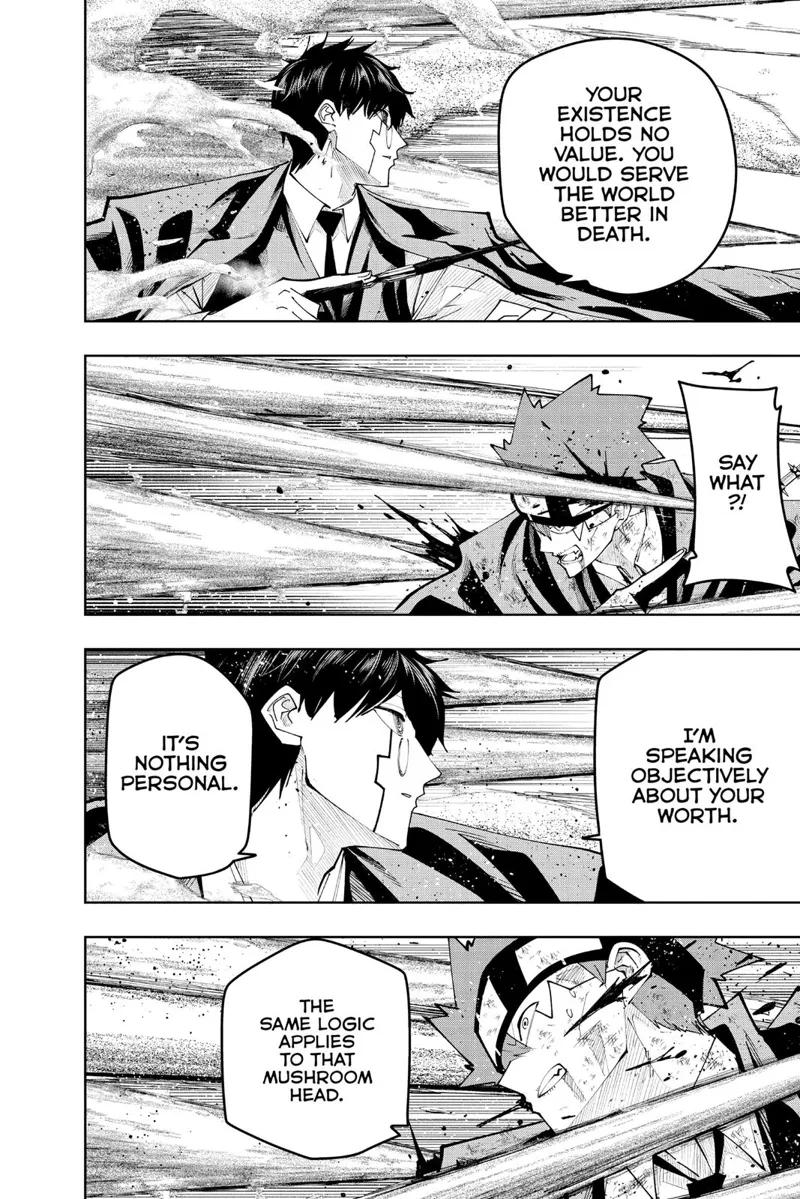 YOUR
EXISTENCE
HOLDS NO
VALUE. YOU
WOULD SERVE
THE WORLD
BETTER IN
DEATH.
SAY
WHAT
?!
I'M
SPEAKING
OBJECTIVELY
ABOUT YOUR
WORTH.
IT'S
NOTHING
PERSONAL.
THE
SAME LOGIC
APPLIES
TO THAT
MUSHROOM
HEAD.